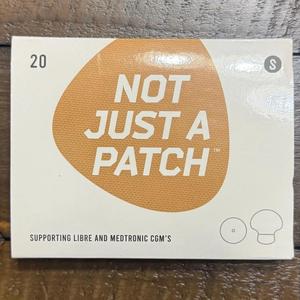 20
S
NOT
JUST A
PATCH™
SUPPORTING LIBRE AND MEDTRONIC CGM'S